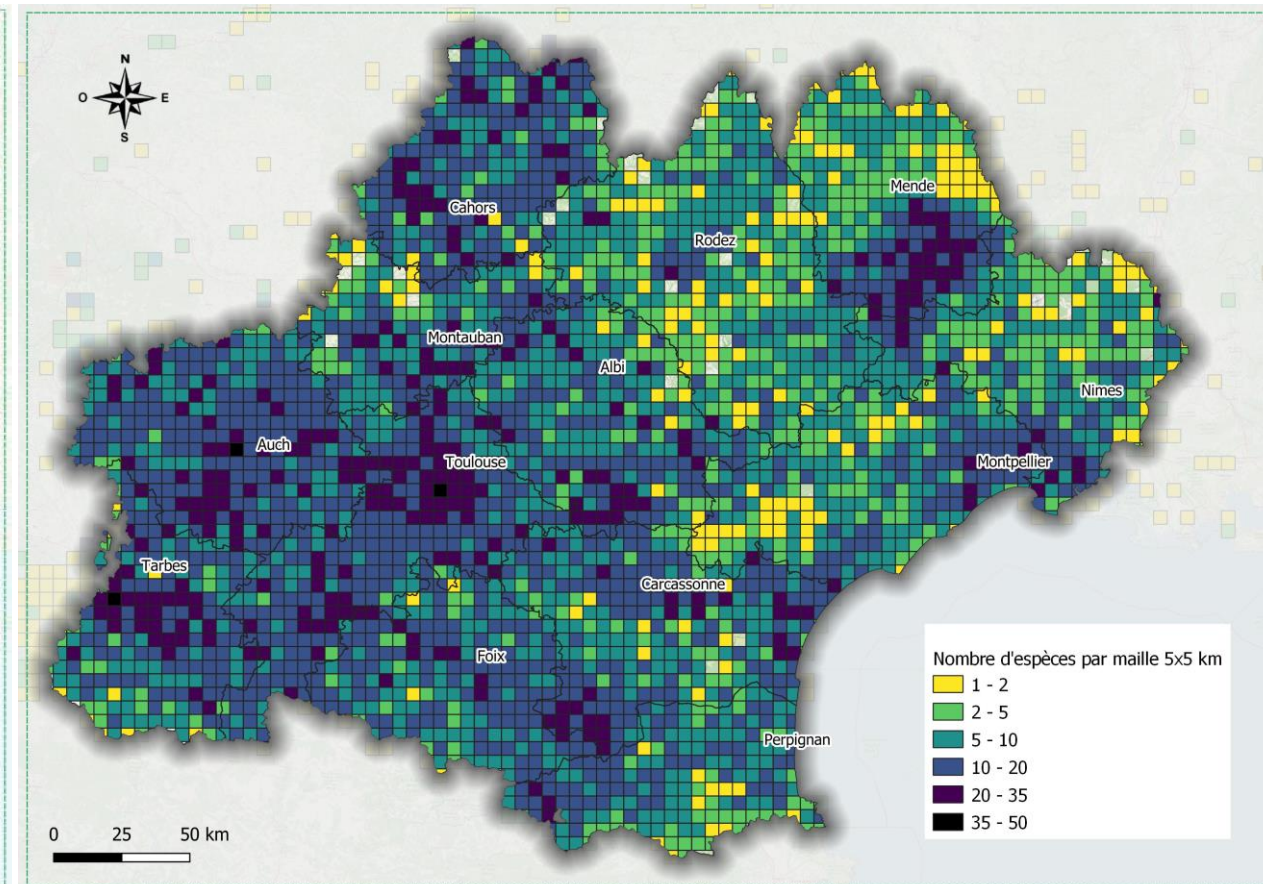 N
O E
S
Mende
Cahors
Rodez
Montauban
Albi
Nimes
Auch
Toulouse
Montpellier
Tarbes
Carcassonne
Foix
Perpignan
Nombre d'espèces par maille 5x5 km
1 - 2
2 - 5
5 - 10
10 - 20
20 - 35
35 - 50
0 25 50 km